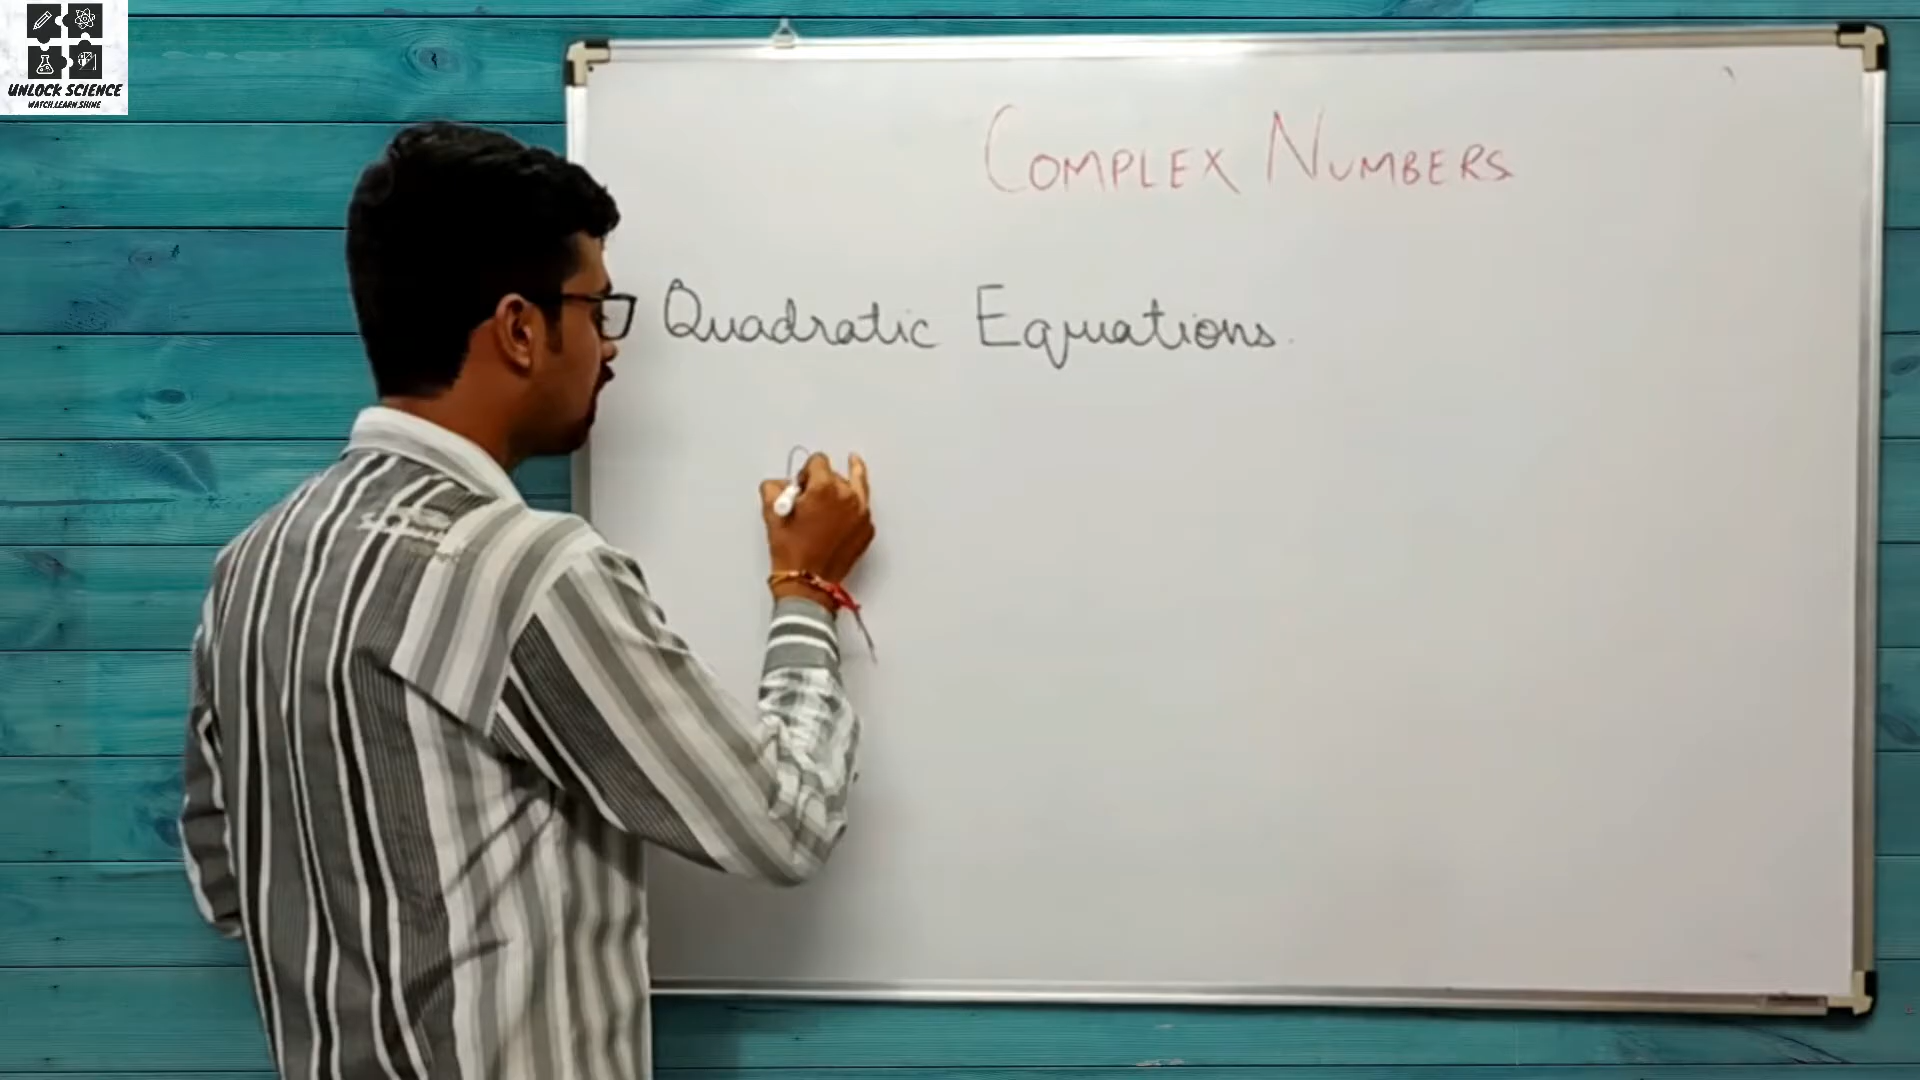 UNLOCK SCIENCE
WATCH.LEARN.SHINE
COMPLEX NUMBERS
Quadratic Equations.